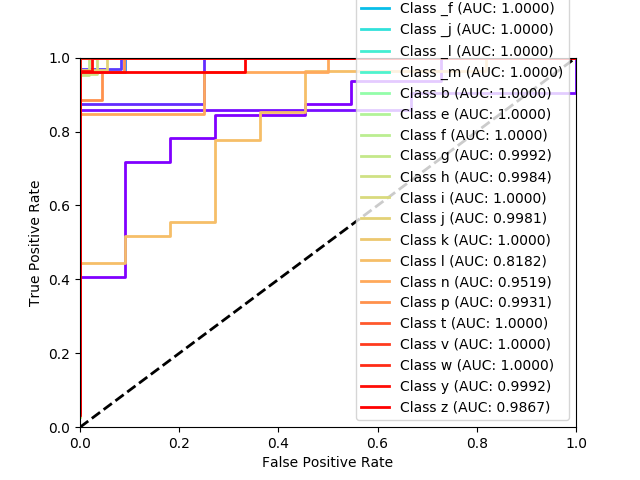 Class _f (AUC: 1.0000)
Class _j (AUC: 1.0000)
Class _l (AUC: 1.0000)
Class _m (AUC: 1.0000)
Class b (AUC: 1.0000)
Class e (AUC: 1.0000)
Class f (AUC: 1.0000)
Class g (AUC: 0.9992)
Class h (AUC: 0.9984)
Class i (AUC: 1.0000)
Class j (AUC: 0.9981)
Class k (AUC: 1.0000)
Class l (AUC: 0.8182)
Class n (AUC: 0.9519)
Class p (AUC: 0.9931)
Class t (AUC: 1.0000)
Class v (AUC: 1.0000)
Class w (AUC: 1.0000)
Class y (AUC: 0.9992)
Class z (AUC: 0.9867)
True Positive Rate
1.0
0.8
0.6
0.4
0.2
0.0
0.0 0.2 0.4 0.6 0.8 1.0
False Positive Rate